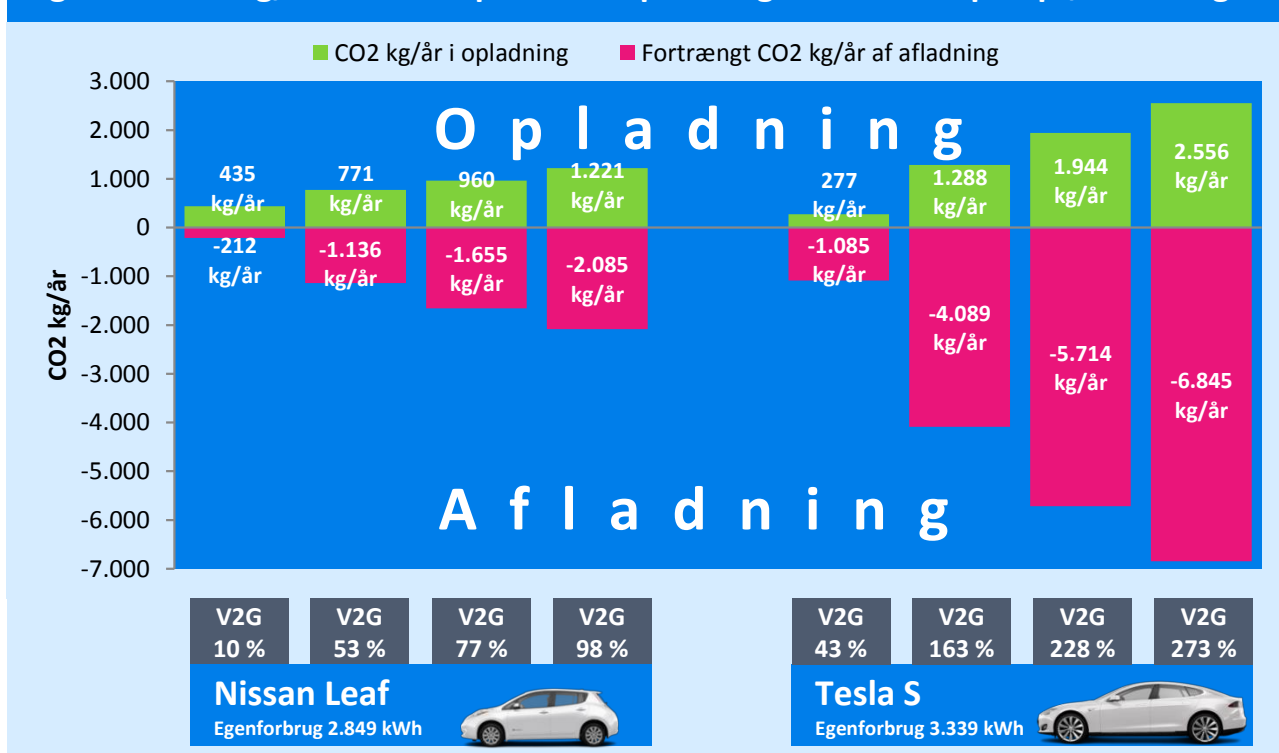 CO2 kg/år i opladning
Fortrængt CO2 kg/år af afladning
CO2 kg/år
3.000
2.000
1.000
0
-1.000
-2.000
-3.000
-4.000
-5.000
-6.000
-7.000
Opladning
435
kg/år
771
kg/år
960
kg/år
1.221
kg/år
277
kg/år
1.288
kg/år
1.944
kg/år
2.556
kg/år
-212
kg/år
-1.136
kg/år
-1.655
kg/år
-2.085
kg/år
-1.085
kg/år
-4.089
kg/år
-5.714
kg/år
-6.845
kg/år
Afladning
V2G
10 %
V2G
53 %
V2G
77 %
V2G
98 %
V2G
43 %
V2G
163 %
V2G
228 %
V2G
273 %
Nissan Leaf
Egenforbrug 2.849 kWh
Tesla S
Egenforbrug 3.339 kWh